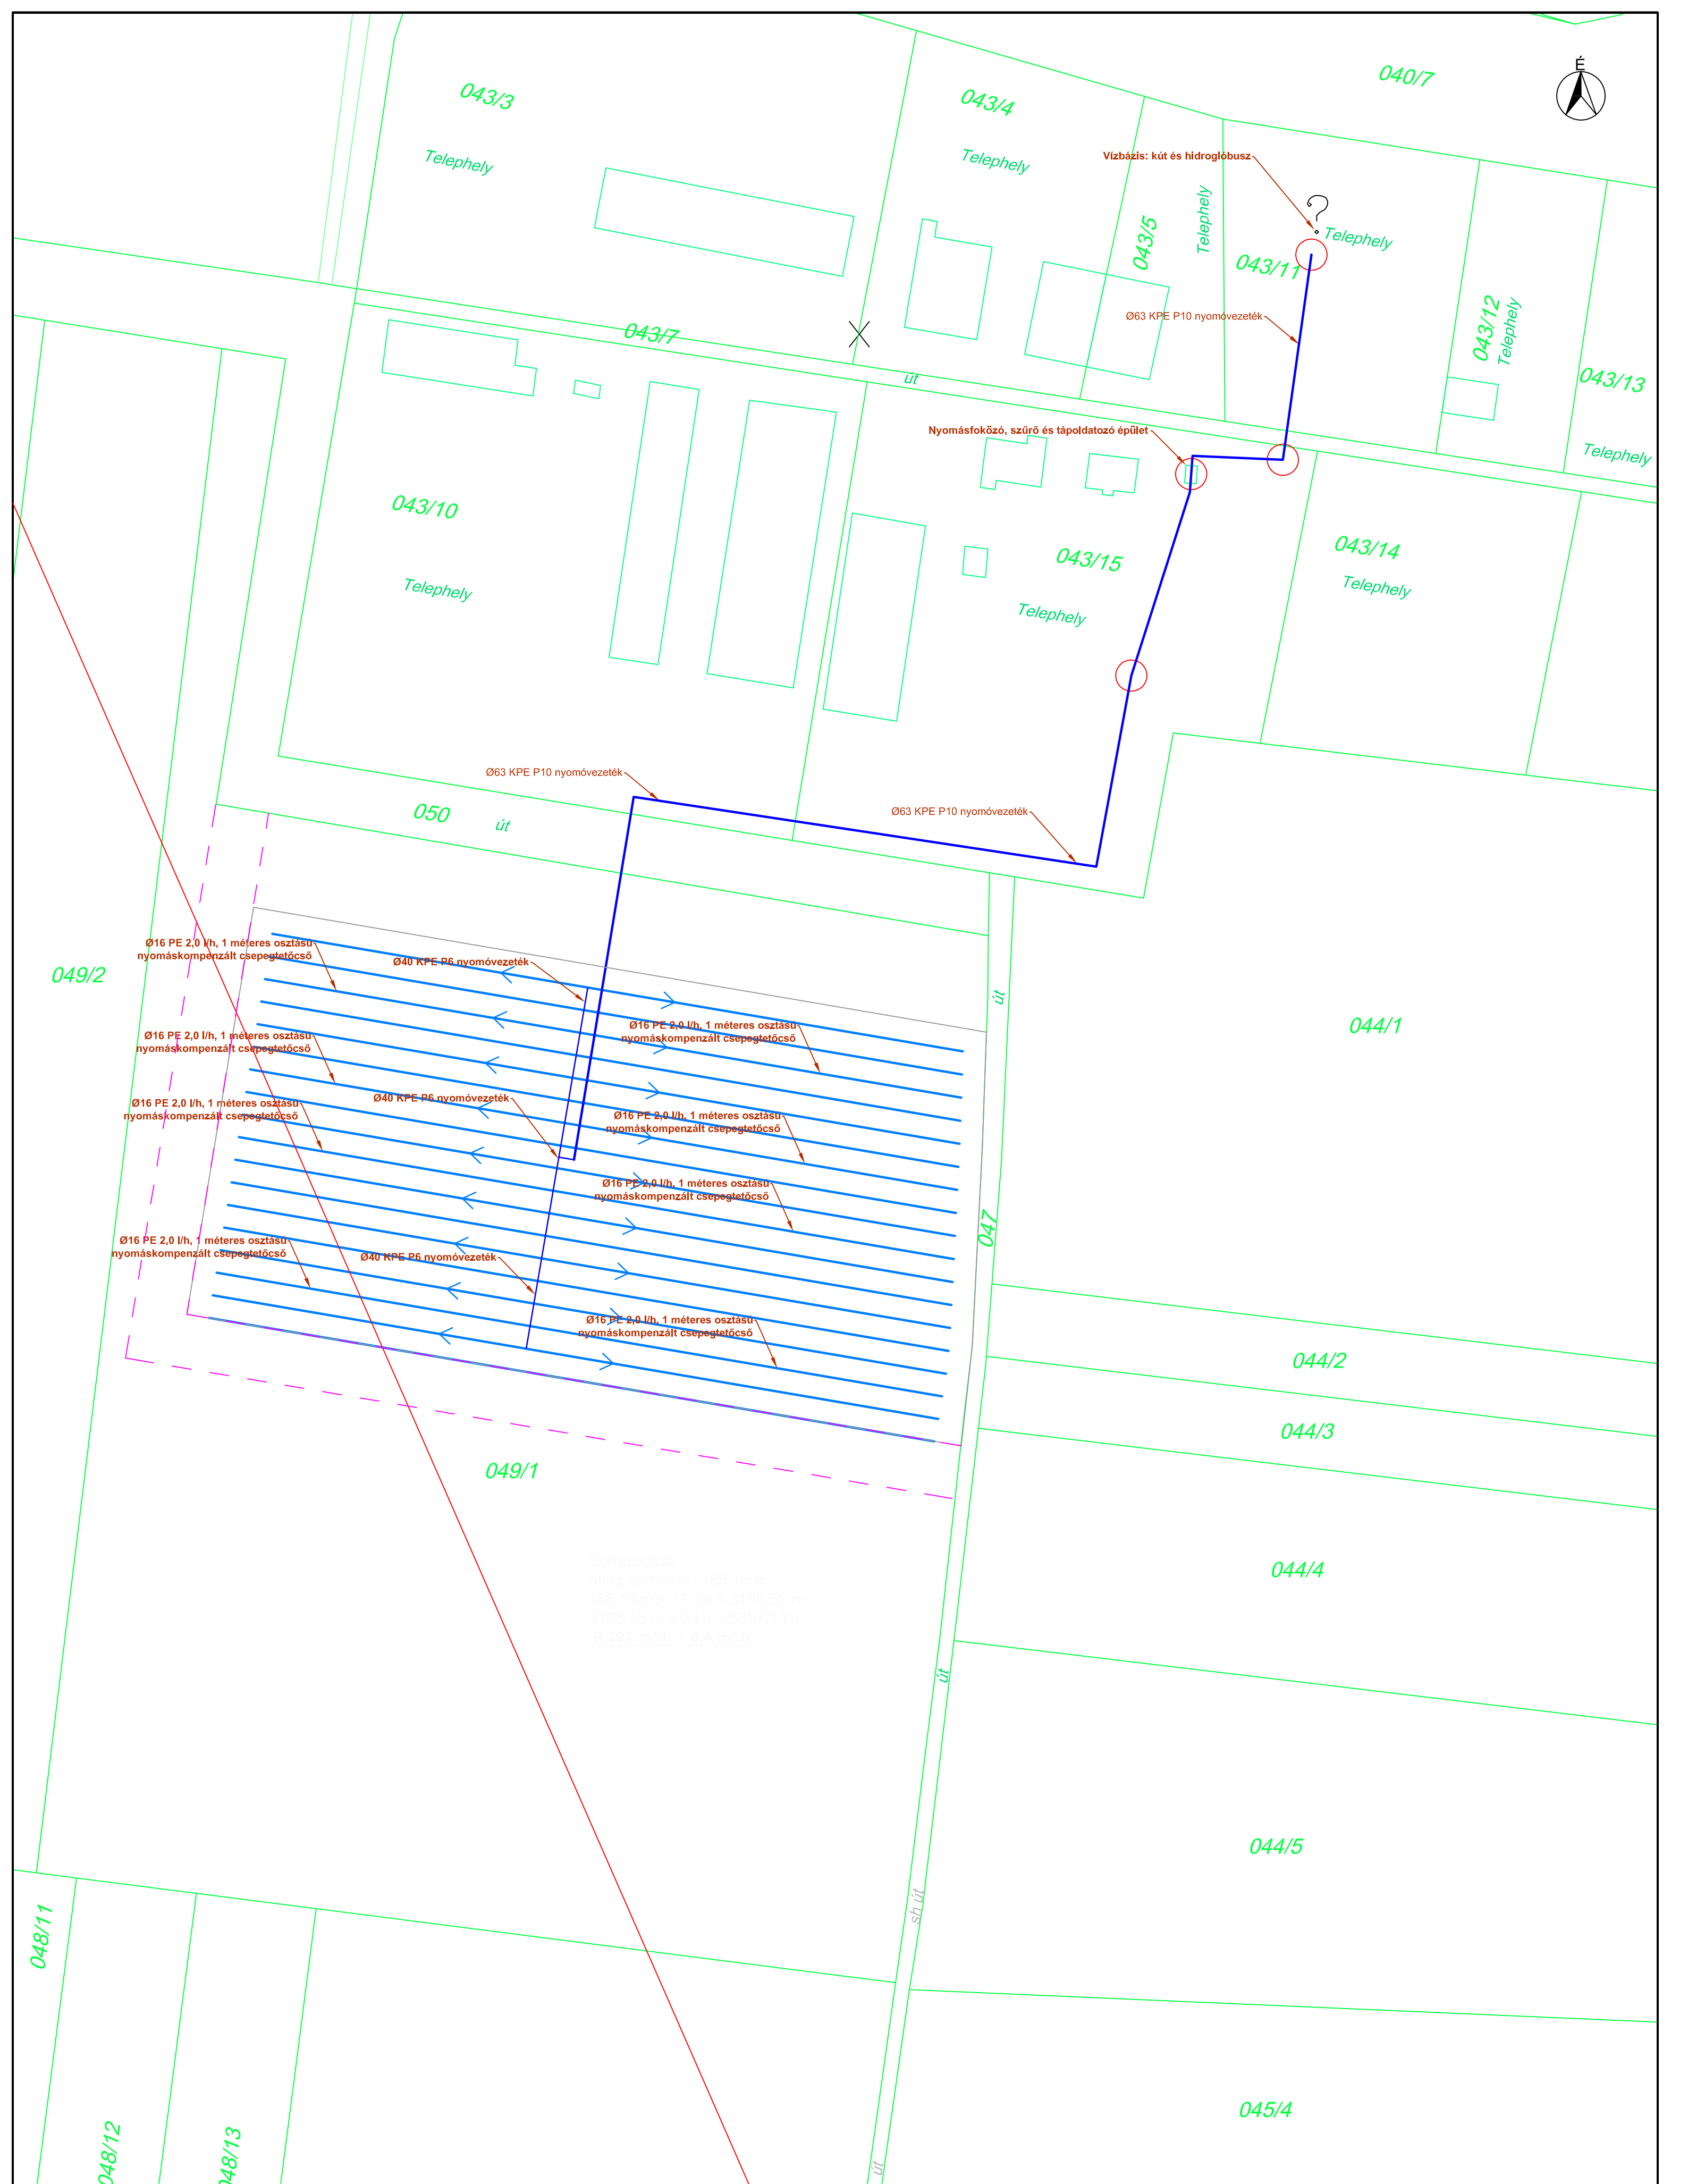 040/7
É
043/3
043/4
Telephely
Telephely
Vízbázis: kút és hidroglóbusz
?
Telephely
043/5
Telephely
043/11
Ø63 KPE P10 nyomóvezeték
043/12
Telephely
043/13
Telephely
043/7
X
út
Nyomásfoközó, szűrő és tápoldatozó épület
043/10
Telephely
043/15
Telephely
043/14
Telephely
Ø63 KPE P10 nyomóvezeték
Ø63 KPE P10 nyomóvezeték
050
út
049/2
Ø16 PE 2,0 l/h, 1 méteres osztású
nyomáskompenzált csepegtetőcső
Ø40 KPE P6 nyomóvezeték
Ø16 PE 2,0 l/h, 1 méteres osztású
nyomáskompenzált csepegtetőcső
út
044/1
Ø16 PE 2,0 l/h, 1 méteres osztású
nyomáskompenzált csepegtetőcső
Ø40 KPE P6 nyomóvezeték
Ø16 PE 2,0 l/h, 1 méteres osztású
nyomáskompenzált csepegtetőcső
Ø16 PE 2,0 l/h, 1 méteres osztású
nyomáskompenzált csepegtetőcső
Ø16 PE 2,0 l/h, 1 méteres osztású
nyomáskompenzált csepegtetőcső
047
Ø16 PE 2,0 l/h, 1 méteres osztású
nyomáskompenzált csepegtetőcső
Ø40 KPE P6 nyomóvezeték
Ø16 PE 2,0 l/h, 1 méteres osztású
nyomáskompenzált csepegtetőcső
044/2
044/3
049/1
044/4
út
044/5
sh út
048/11
045/4
048/12
048/13
út